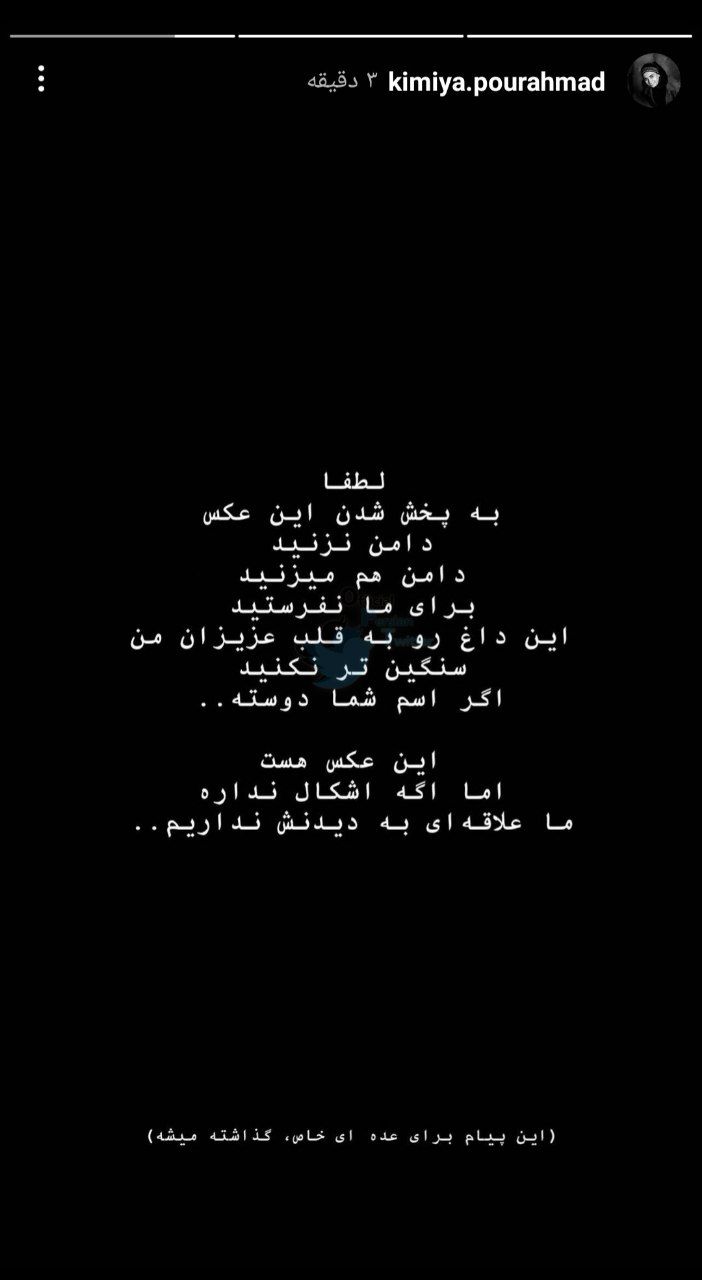 kimiya.pourahmad ۳ دقیقه
لطفا
به پخش شدن این عکس
دامن نزنید
دامن هم میزنید
برای ما نفرستید
این داغ رو به قلب عزیزان من
سنگین تر نکنید
اگر اسم شما دوسته..
این عکس هست
اما اگه اشکال نداره
ما علاقه‌ای به دیدنش نداریم..
(این پیام برای عده ای خاص، گذاشته میشه)